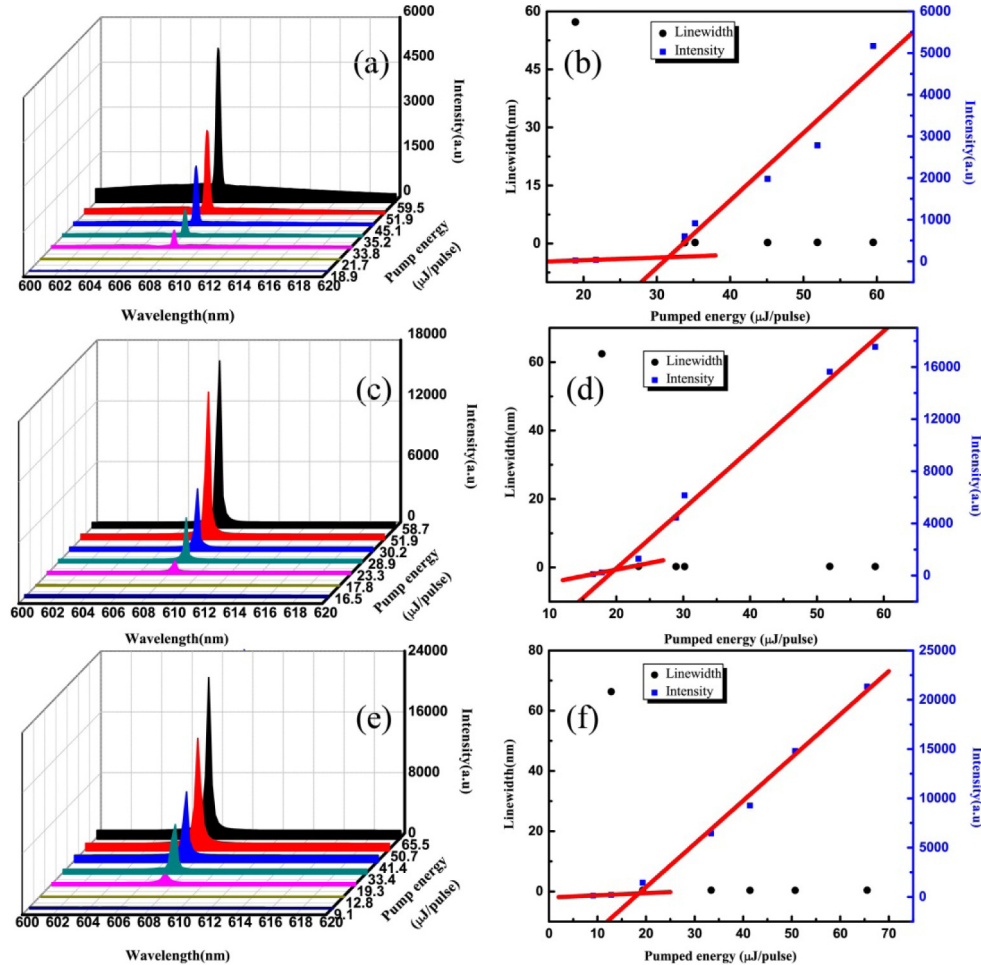 6000
4500
3000
1500
0
Intensity(a.u)
(a)
59.5
51.9
45.1
35.2
33.8
21.7
18.9
Pump energy
(μJ/pulse)
600 602 604 606 608 610 612 614 616 618 620
Wavelength(nm)
60
45
30
15
0
Linewidth(nm)
(b)
Linewidth
Intensity
6000
5000
4000
3000
2000
1000
0
Intensity(a.u)
20 30 40 50 60
Pumped energy (μJ/pulse)
18000
12000
6000
0
Intensity(a.u)
(c)
58.7
51.9
30.2
28.9
23.3
17.8
16.5
Pump energy
(μJ/pulse)
600 602 604 606 608 610 612 614 616 618 620
Wavelength(nm)
60
40
20
0
Linewidth(nm)
(d)
Linewidth
Intensity
16000
12000
8000
4000
0
Intensity(a.u)
10 20 30 40 50 60
Pumped energy (μJ/pulse)
24000
16000
8000
0
Intensity(a.u)
(e)
65.5
50.7
41.4
33.4
19.3
12.8
9.1
Pump energy
(μJ/pulse)
600 602 604 606 608 610 612 614 616 618 620
Wavelength(nm)
80
60
40
20
0
Linewidth(nm)
(f)
Linewidth
Intensity
25000
20000
15000
10000
5000
0
Intensity(a.u)
0 10 20 30 40 50 60 70
Pumped energy (μJ/pulse)